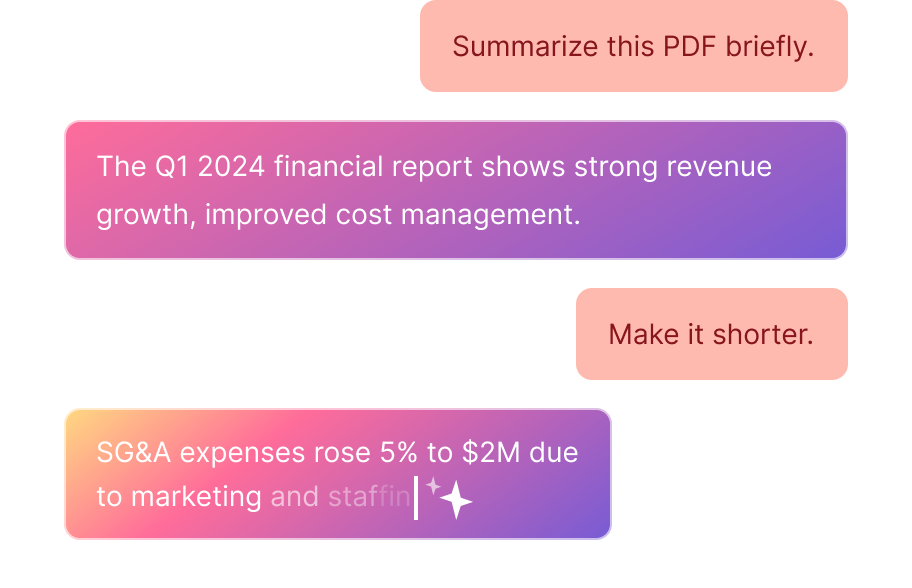 Summarize this PDF briefly.
The Q1 2024 financial report shows strong revenue
growth, improved cost management.
Make it shorter.
SG&A expenses rose 5% to $2M due
to marketing and staffin